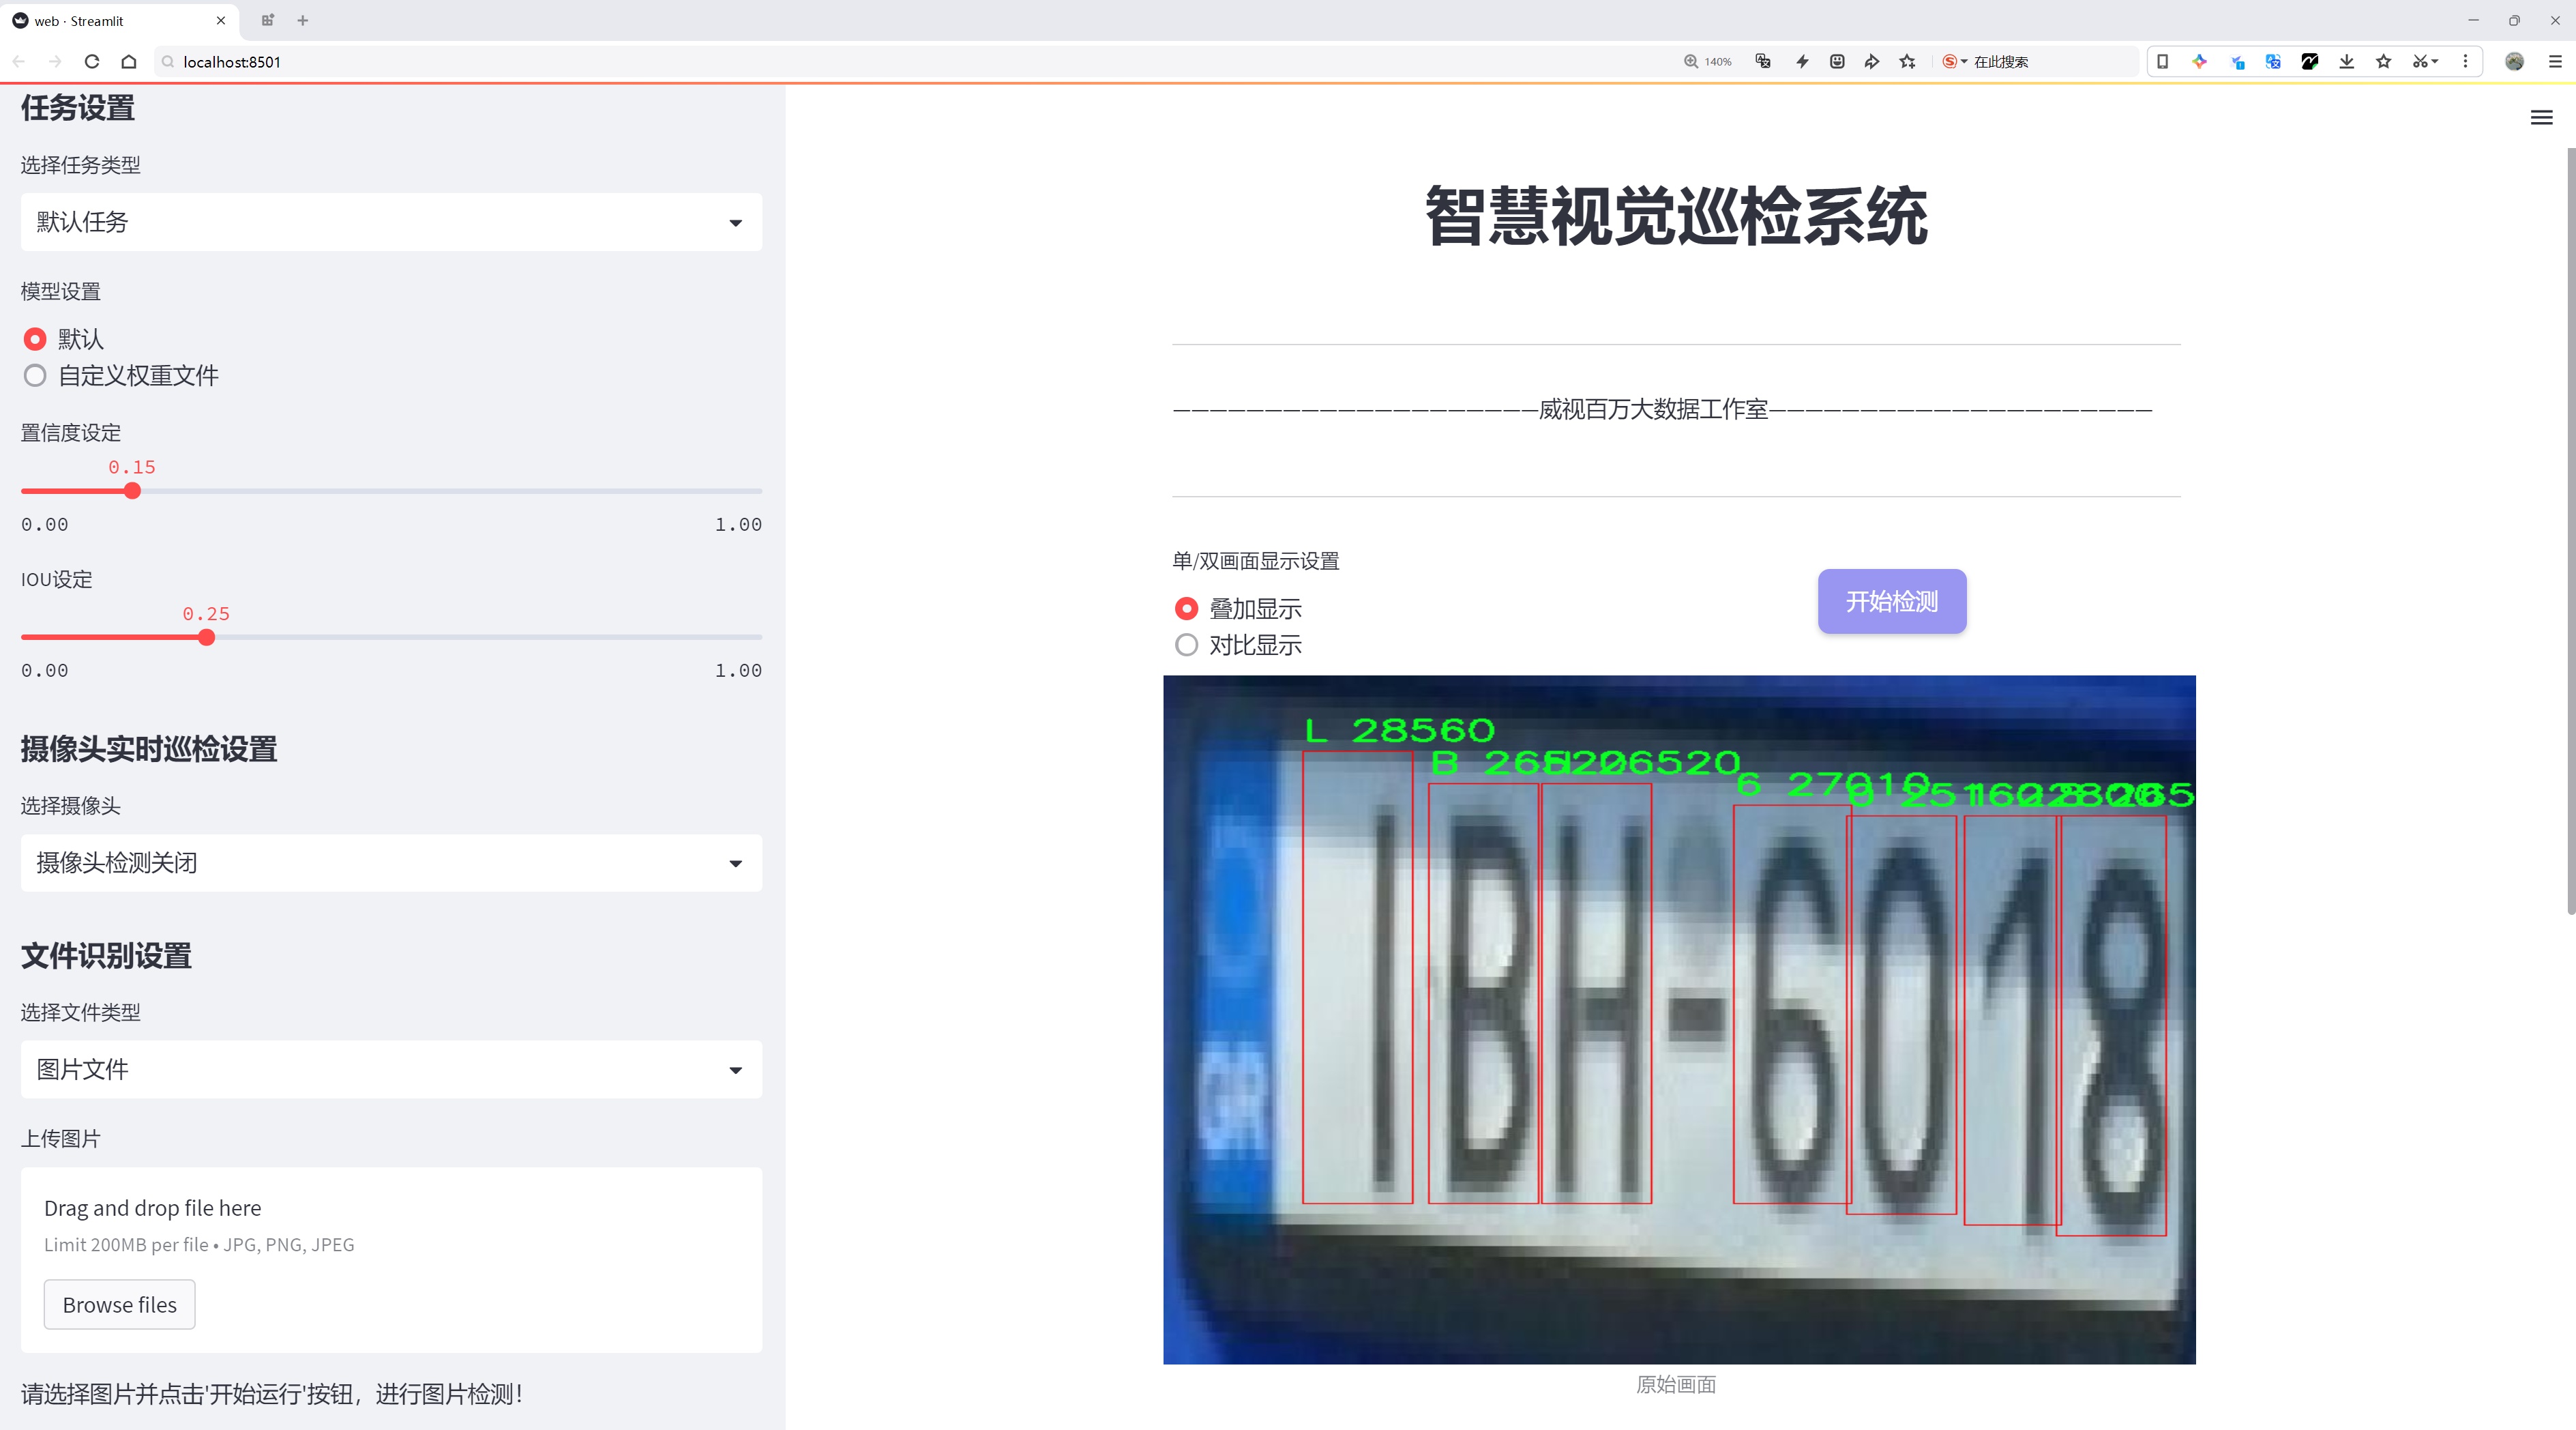 web · Streamlit
localhost:8501
140%
在此搜索
任务设置
选择任务类型
默认任务
模型设置
默认
自定义权重文件
置信度设定
0.15
0.00
1.00
IOU设定
0.25
0.00
1.00
摄像头实时巡检设置
选择摄像头
摄像头检测关闭
文件识别设置
选择文件类型
图片文件
上传图片
Drag and drop file here
Limit 200MB per file • JPG, PNG, JPEG
Browse files
请选择图片并点击'开始运行'按钮，进行图片检测！
智慧视觉巡检系统
————————————————————威视百万大数据工作室—————————————————————
单/双画面显示设置
叠加显示
对比显示
开始检测
L 28560
B
6520
6 27010
IBH-6018
原始画面